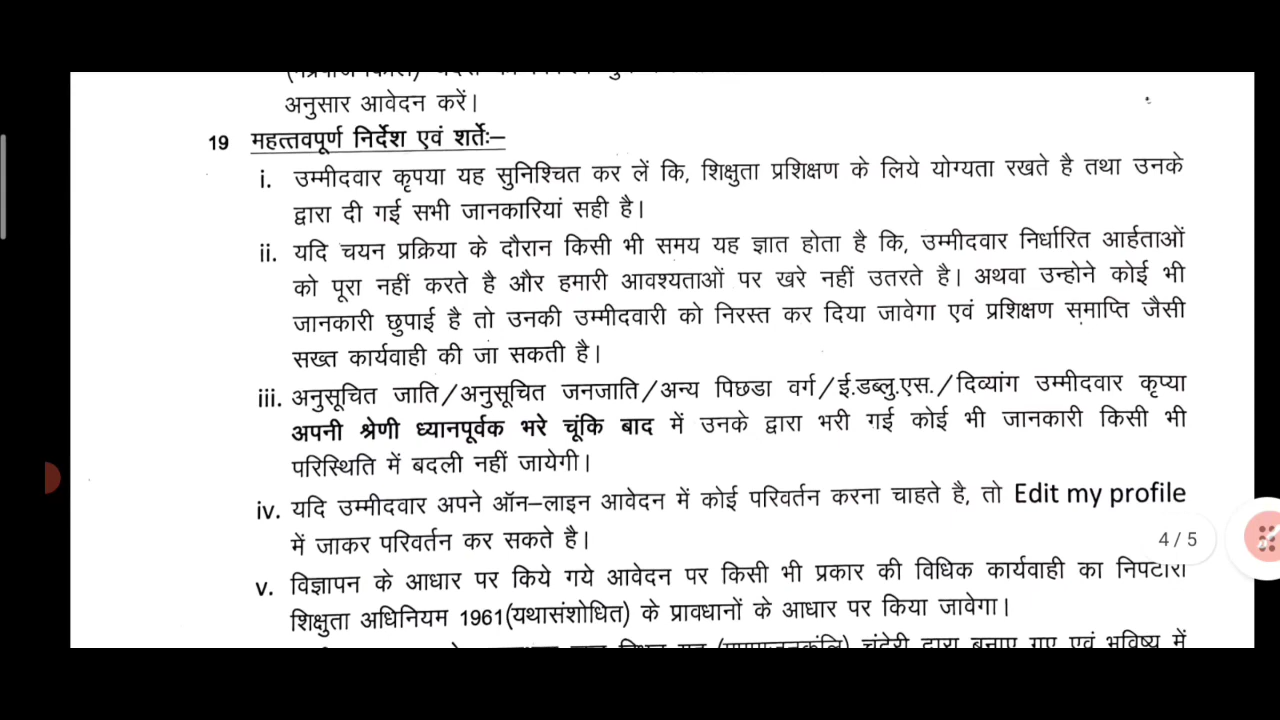 अनुसार आवेदन करें।
19 महत्तवपूर्ण निर्देश एवं शर्तेः–
i. उम्मीदवार कृपया यह सुनिश्चित कर लें कि, शिक्षुता प्रशिक्षण के लिये योग्यता रखते है तथा उनके
द्वारा दी गई सभी जानकारियां सही है।
ii. यदि चयन प्रक्रिया के दौरान किसी भी समय यह ज्ञात होता है कि, उम्मीदवार निर्धारित आर्हताओं
को पूरा नहीं करते है और हमारी आवश्यताओं पर खरे नहीं उतरते है। अथवा उन्होने कोई भी
जानकारी छुपाई है तो उनकी उम्मीदवारी को निरस्त कर दिया जावेगा एवं प्रशिक्षण समाप्ति जैसी
सख्त कार्यवाही की जा सकती है।
iii. अनुसूचित जाति/अनुसूचित जनजाति/अन्य पिछडा वर्ग/ई.डब्लु.एस./दिव्यांग उम्मीदवार कृप्या
अपनी श्रेणी ध्यानपूर्वक भरे चूंकि बाद में उनके द्वारा भरी गई कोई भी जानकारी किसी भी
परिस्थिति में बदली नहीं जायेगी।
iv. यदि उम्मीदवार अपने ऑन–लाइन आवेदन में कोई परिवर्तन करना चाहते है, तो Edit my profile
में जाकर परिवर्तन कर सकते है।
4 / 5
v. विज्ञापन के आधार पर किये गये आवेदन पर किसी भी प्रकार की विधिक कार्यवाही का निपटारा
शिक्षुता अधिनियम 1961(यथासंशोधित) के प्रावधानों के आधार पर किया जावेगा।
चंदेरी द्वारा बनाए गए एवं भविष्य में